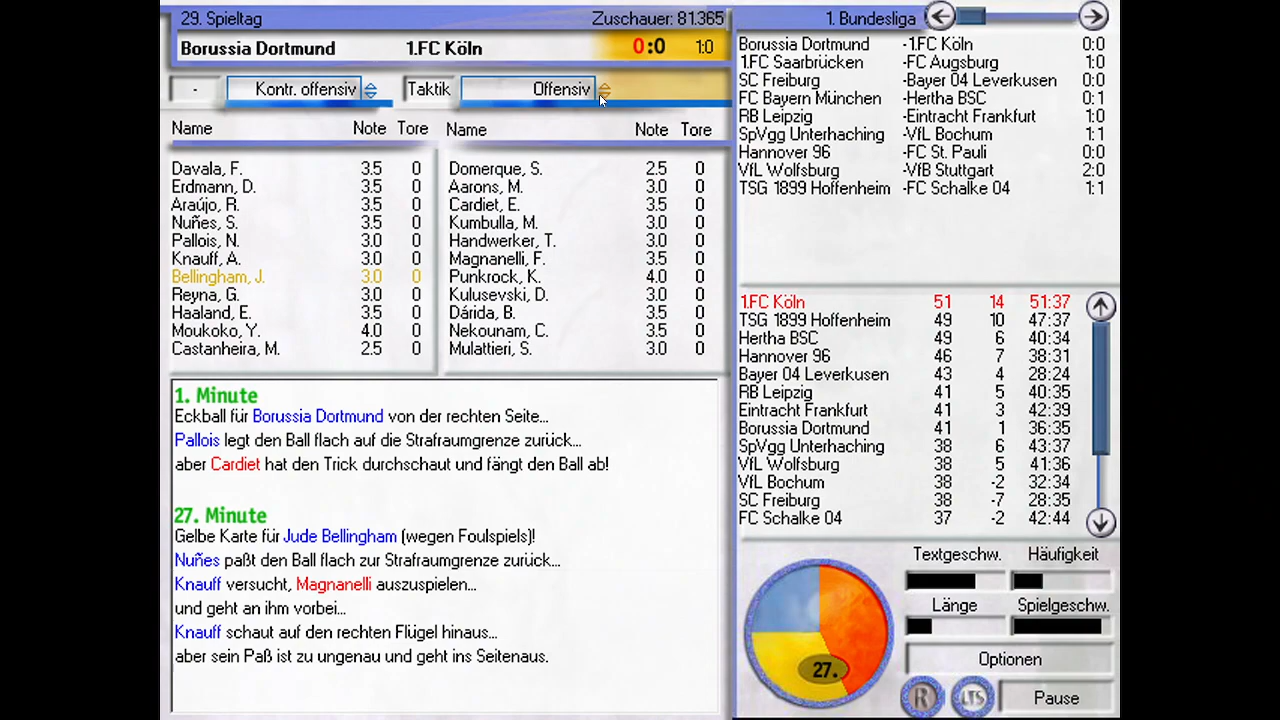 29. Spieltag Zuschauer: 81.365
Borussia Dortmund 1.FC Köln 0:0 1:0
- Kontr. offensiv Taktik Offensiv
Name Note Tore Name Note Tore
Davala, F. 3.5 0 Domerque, S. 2.5 0
Erdmann, D. 3.5 0 Aarons, M. 3.0 0
Araújo, R. 3.5 0 Cardiet, E. 3.5 0
Nuñes, S. 3.5 0 Kumbulla, M. 3.0 0
Pallois, N. 3.0 0 Handwerker, T. 3.0 0
Knauff, A. 3.0 0 Magnanelli, F. 3.5 0
Bellingham, J. 3.0 0 Punkrock, K. 4.0 0
Reyna, G. 3.0 0 Kulusevski, D. 3.0 0
Haaland, E. 3.5 0 Dárida, B. 3.5 0
Moukoko, Y. 4.0 0 Nekounam, C. 3.5 0
Castanheira, M. 2.5 0 Mulattieri, S. 3.0 0
1. Minute
Eckball für Borussia Dortmund von der rechten Seite...
Pallois legt den Ball flach auf die Strafraumgrenze zurück...
aber Cardiet hat den Trick durchschaut und fängt den Ball ab!
27. Minute
Gelbe Karte für Jude Bellingham (wegen Foulspiels)!
Nuñes paßt den Ball flach zur Strafraumgrenze zurück...
Knauff versucht, Magnanelli auszuspielen...
und geht an ihm vorbei...
Knauff schaut auf den rechten Flügel hinaus...
aber sein Paß ist zu ungenau und geht ins Seitenaus.
1. Bundesliga
Borussia Dortmund -1.FC Köln 0:0
1.FC Saarbrücken -FC Augsburg 1:0
SC Freiburg -Bayer 04 Leverkusen 0:0
FC Bayern München -Hertha BSC 0:1
RB Leipzig -Eintracht Frankfurt 1:0
SpVgg Unterhaching -VfL Bochum 1:1
Hannover 96 -FC St. Pauli 0:0
VfL Wolfsburg -VfB Stuttgart 2:0
TSG 1899 Hoffenheim -FC Schalke 04 1:1
1.FC Köln 51 14 51:37
TSG 1899 Hoffenheim 49 10 47:37
Hertha BSC 49 6 40:34
Hannover 96 46 7 38:31
Bayer 04 Leverkusen 43 4 28:24
RB Leipzig 41 5 40:35
Eintracht Frankfurt 41 3 42:39
Borussia Dortmund 41 1 36:35
SpVgg Unterhaching 38 6 43:37
VfL Wolfsburg 38 5 41:36
VfL Bochum 38 -2 32:34
SC Freiburg 38 -7 28:35
FC Schalke 04 37 -2 42:44
Textgeschw. Häufigkeit
Länge Spielgeschw.
27.
Optionen
R LTS Pause